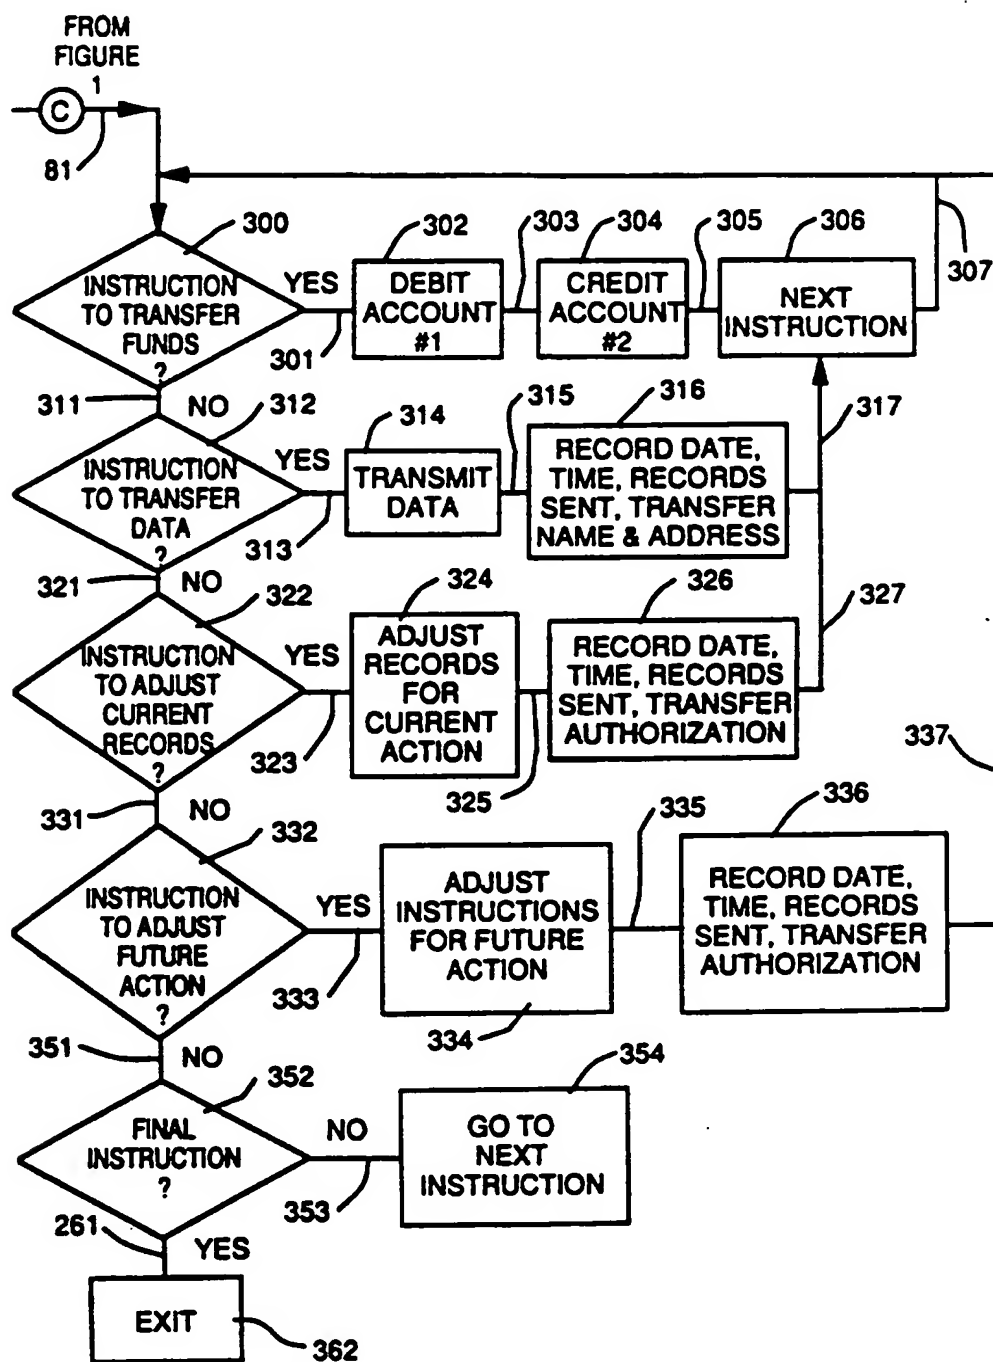 FROM
FIGURE
1
C
81
300
INSTRUCTION
TO TRANSFER
FUNDS
?
YES
301
302
DEBIT
ACCOUNT
#1
303
304
CREDIT
ACCOUNT
#2
305
306
NEXT
INSTRUCTION
307
311
NO
312
INSTRUCTION
TO TRANSFER
DATA
?
YES
313
314
TRANSMIT
DATA
315
316
RECORD DATE,
TIME, RECORDS
SENT, TRANSFER
NAME & ADDRESS
317
321
NO
322
INSTRUCTION
TO ADJUST
CURRENT
RECORDS
?
YES
323
324
ADJUST
RECORDS
FOR
CURRENT
ACTION
325
326
RECORD DATE,
TIME, RECORDS
SENT, TRANSFER
AUTHORIZATION
327
331
NO
332
INSTRUCTION
TO ADJUST
FUTURE
ACTION
?
YES
333
ADJUST
INSTRUCTIONS
FOR FUTURE
ACTION
334
335
336
RECORD DATE,
TIME, RECORDS
SENT, TRANSFER
AUTHORIZATION
337
351
NO
352
FINAL
INSTRUCTION
?
NO
353
354
GO TO
NEXT
INSTRUCTION
261
YES
EXIT
362